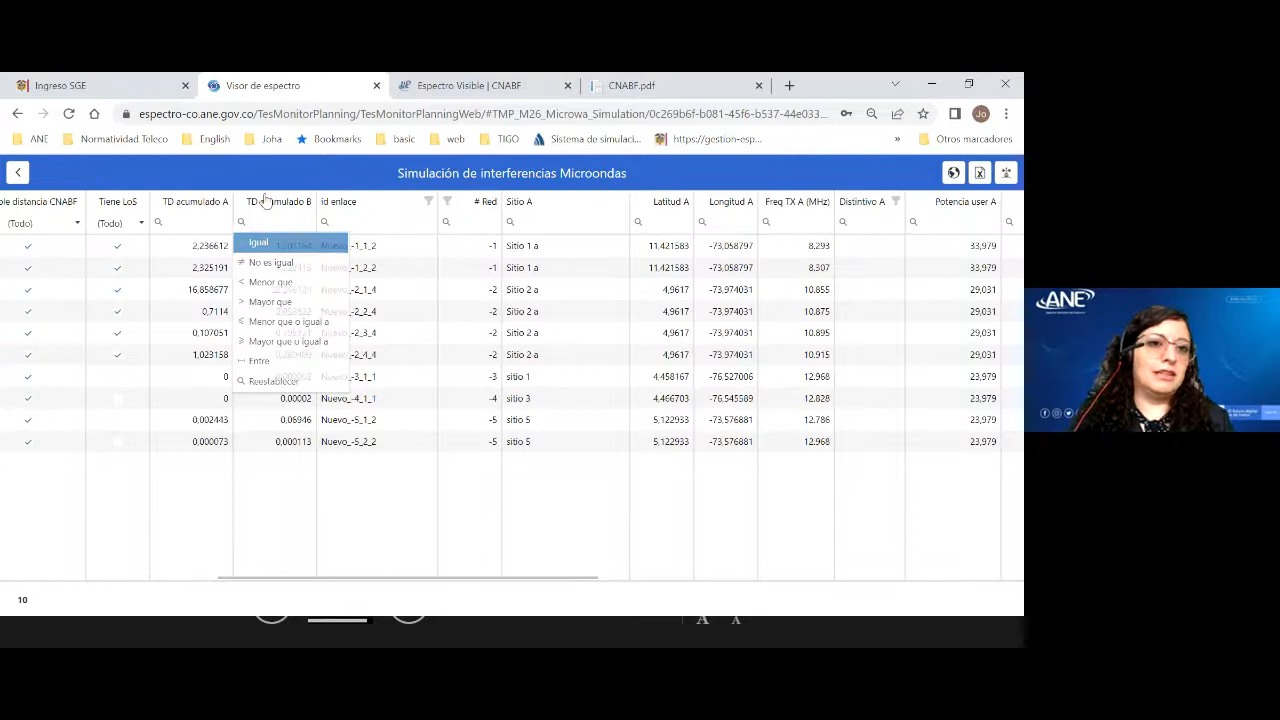 Ingreso SGE
Visor de espectro
Espectro Visible | CNABF
CNABF.pdf
espectro-co.ane.gov.co/TesMonitorPlanning/TesMonitorPlanningWeb/#TMP_M26_Microwa_Simulation/0c269b6f-b081-45f6-b537-44e033...
Jo
ANE
Normatividad Teleco
English
Joha
Bookmarks
basic
web
TIGO
Sistema de simulaci...
https://gestion-esp...
»
Otros marcadores
Simulación de interferencias Microondas
ple distancia CNABF Tiene LoS TD acumulado A TD acumulado B id enlace # Red Sitio A Latitud A Longitud A Freq TX A (MHz) Distintivo A Potencia user A
(Todo) (Todo)
2,236612 Nuevo_-1_1_2 -1 Sitio 1 a 11,421583 -73,058797 8.293 33,979
2,325191 Nuevo_-1_2_2 -1 Sitio 1 a 11,421583 -73,058797 8.307 33,979
16,858677 Nuevo_-2_1_4 -2 Sitio 2 a 4,9617 -73,974031 10.855 29,031
0,7114 Nuevo_-2_2_4 -2 Sitio 2 a 4,9617 -73,974031 10.875 29,031
0,107051 Nuevo_-2_3_4 -2 Sitio 2 a 4,9617 -73,974031 10.895 29,031
1,023158 Nuevo_-2_4_4 -2 Sitio 2 a 4,9617 -73,974031 10.915 29,031
0 Nuevo_-3_1_1 -3 sitio 1 4,458167 -76,527006 12.968 23,979
0 0,00002 Nuevo_-4_1_1 -4 sitio 3 4,466703 -76,545589 12.828 23,979
0,002443 0,06946 Nuevo_-5_1_2 -5 sitio 5 5,122933 -73,576881 12.786 23,979
0,000073 0,000113 Nuevo_-5_2_2 -5 sitio 5 5,122933 -73,576881 12.968 23,979
Igual
≠ No es igual
< Menor que
> Mayor que
≤ Menor que o igual a
≥ Mayor que o igual a
Entre
Reestablecer
10
A A
ANE